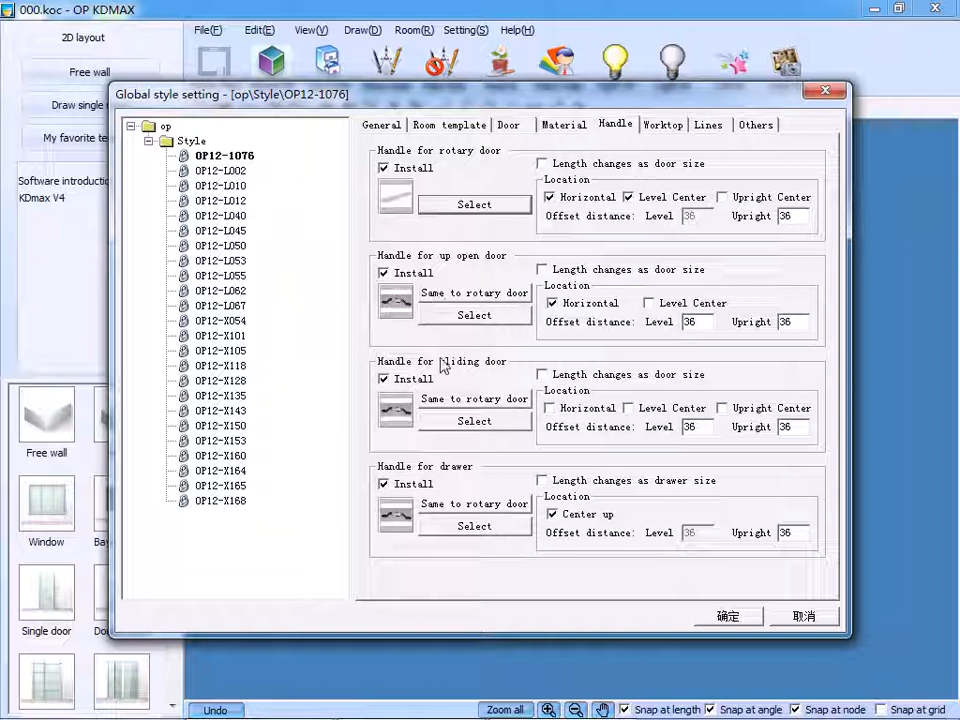 000.koc - OP KDMAX
2D layout
File(F) Edit(E) View(V) Draw(D) Room(R) Setting(S) Help(H)
Free wall
Draw single
My favorite te
Software introducti
KDmax V4
Free wall
Window Bay
Single door Do
Global style setting - [op\Style\OP12-1076]
op
Style
OP12-1076
OP12-L002
OP12-L010
OP12-L012
OP12-L040
OP12-L045
OP12-L050
OP12-L053
OP12-L055
OP12-L062
OP12-L067
OP12-X054
OP12-X101
OP12-X105
OP12-X118
OP12-X128
OP12-X135
OP12-X143
OP12-X150
OP12-X153
OP12-X160
OP12-X164
OP12-X165
OP12-X168
General Room template Door Material Handle Worktop Lines Others
Handle for rotary door
Install
Length changes as door size
Location
Select
Horizontal Level Center Upright Center
Offset distance: Level 36 Upright 36
Handle for up open door
Install
Length changes as door size
Location
Same to rotary door
Select
Horizontal Level Center
Offset distance: Level 36 Upright 36
Handle for sliding door
Install
Length changes as door size
Location
Same to rotary door
Select
Horizontal Level Center Upright Center
Offset distance: Level 36 Upright 36
Handle for drawer
Install
Length changes as drawer size
Location
Same to rotary door
Select
Center up
Offset distance: Level 36 Upright 36
确定 取消
Undo Zoom all Snap at length Snap at angle Snap at node Snap at grid